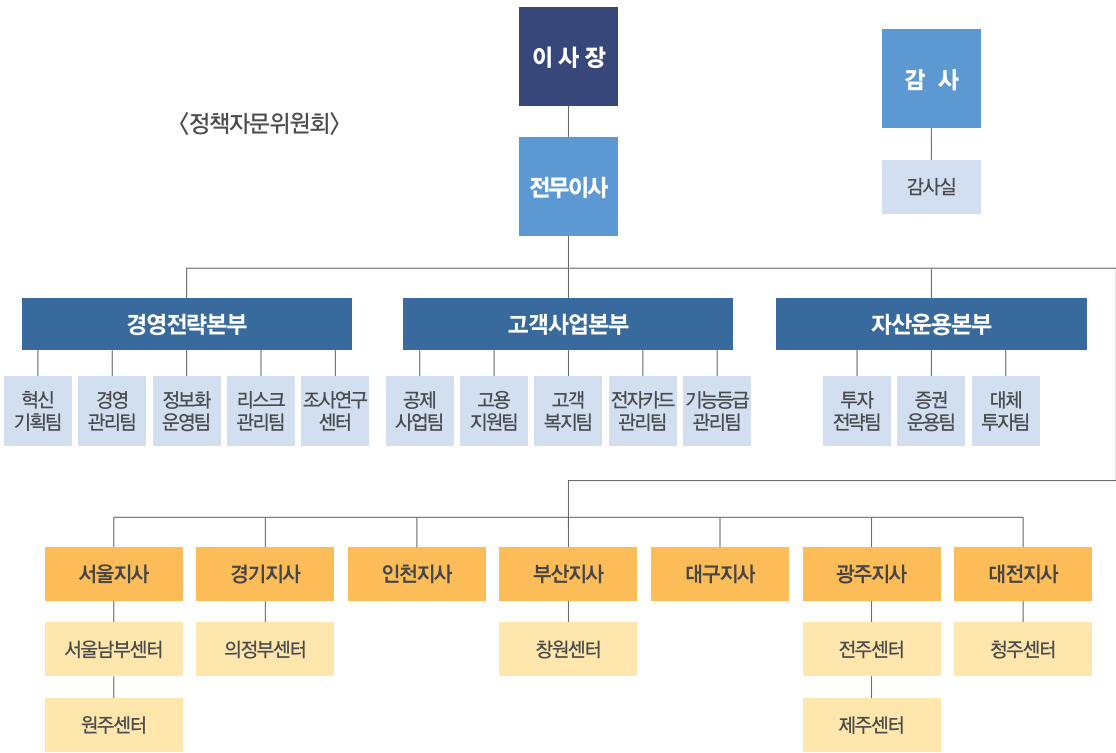 이 사 장
감 사
〈정책자문위원회〉
전무이사
감사실
경영전략본부
고객사업본부
자산운용본부
혁신
기획팀
경영
관리팀
정보화
운영팀
리스크
관리팀
조사연구
센터
공제
사업팀
고용
지원팀
고객
복지팀
전자카드
관리팀
기능등급
관리팀
투자
전략팀
증권
운용팀
대체
투자팀
서울지사
경기지사
인천지사
부산지사
대구지사
광주지사
대전지사
서울남부센터
의정부센터
창원센터
전주센터
청주센터
원주센터
제주센터